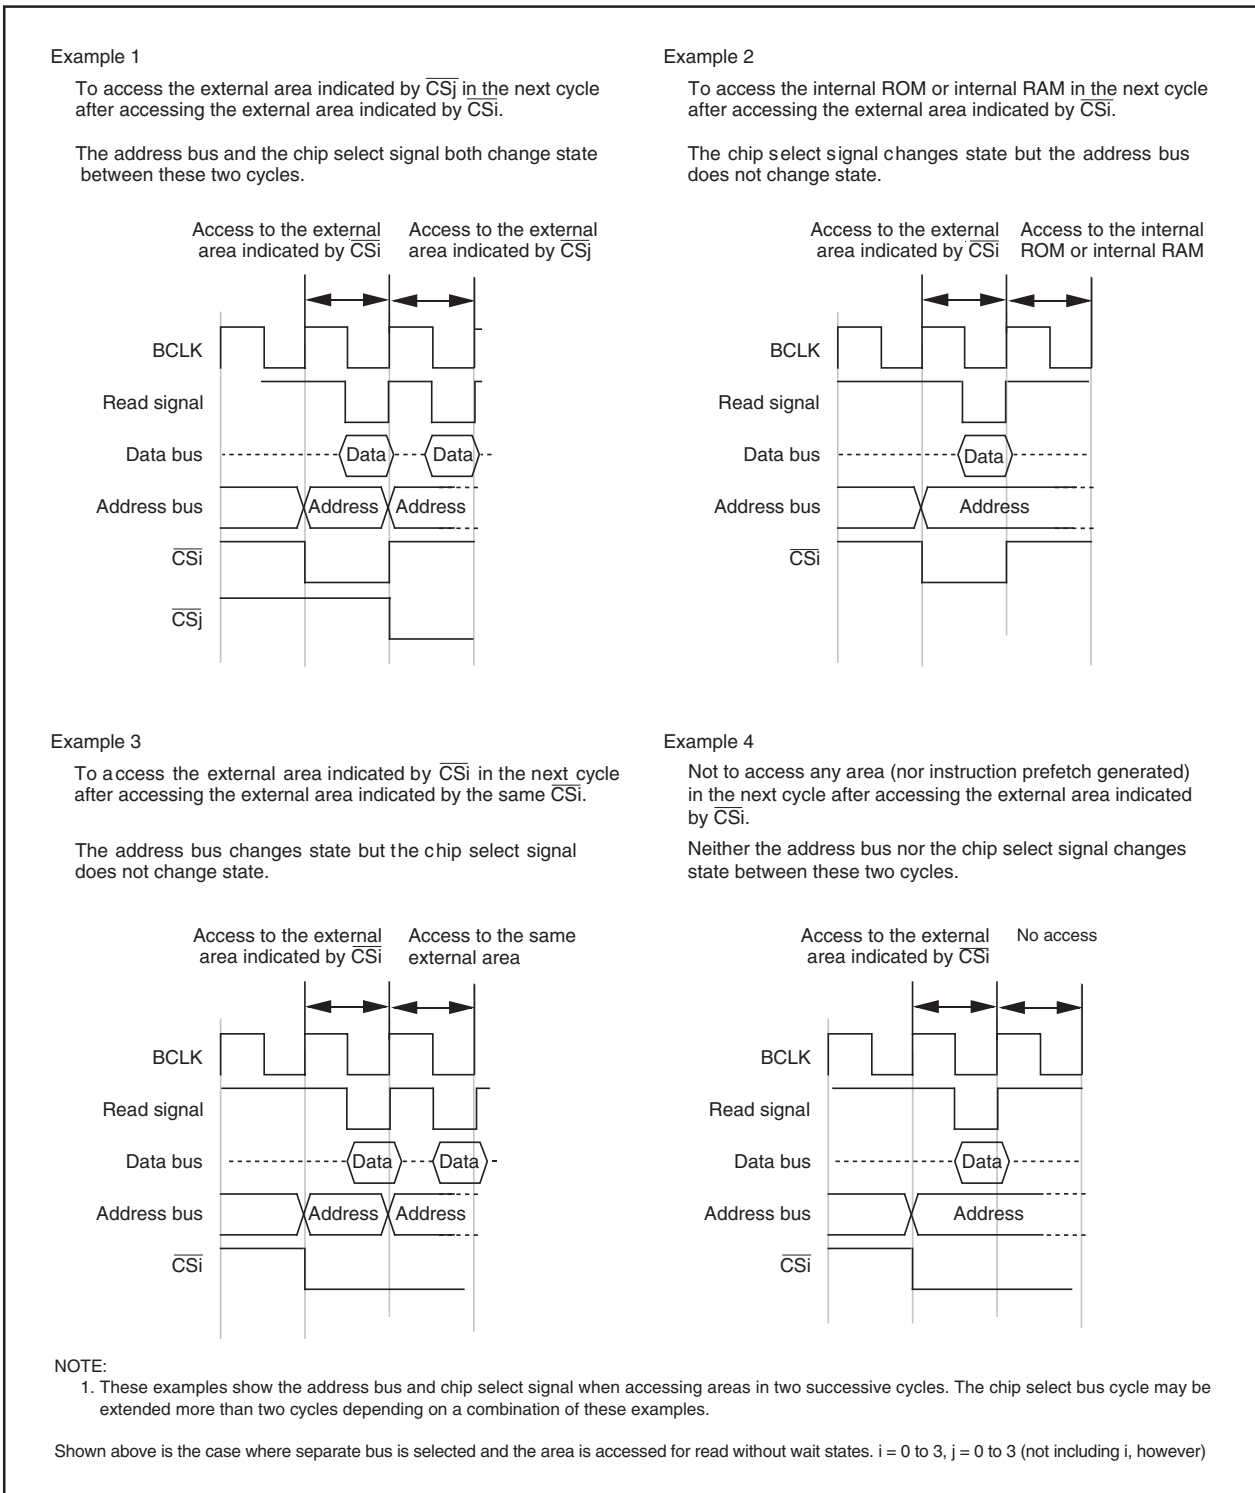 Example 1
To access the external area indicated by CSj in the next cycle
after accessing the external area indicated by CSi.
The address bus and the chip select signal both change state
between these two cycles.
Access to the external
area indicated by CSi
Access to the external
area indicated by CSj
BCLK
Read signal
Data bus
Data
Data
Address bus
Address
Address
CSi
CSj
Example 2
To access the internal ROM or internal RAM in the next cycle
after accessing the external area indicated by CSi.
The chip select signal changes state but the address bus
does not change state.
Access to the external
area indicated by CSi
Access to the internal
ROM or internal RAM
BCLK
Read signal
Data bus
Data
Address bus
Address
CSi
Example 3
To access the external area indicated by CSi in the next cycle
after accessing the external area indicated by the same CSi.
The address bus changes state but the chip select signal
does not change state.
Access to the external
area indicated by CSi
Access to the same
external area
BCLK
Read signal
Data bus
Data
Data
Address bus
Address
Address
CSi
Example 4
Not to access any area (nor instruction prefetch generated)
in the next cycle after accessing the external area indicated
by CSi.
Neither the address bus nor the chip select signal changes
state between these two cycles.
Access to the external
area indicated by CSi
No access
BCLK
Read signal
Data bus
Data
Address bus
Address
CSi
NOTE:
1. These examples show the address bus and chip select signal when accessing areas in two successive cycles. The chip select bus cycle may be
extended more than two cycles depending on a combination of these examples.
Shown above is the case where separate bus is selected and the area is accessed for read without wait states. i = 0 to 3, j = 0 to 3 (not including i, however)